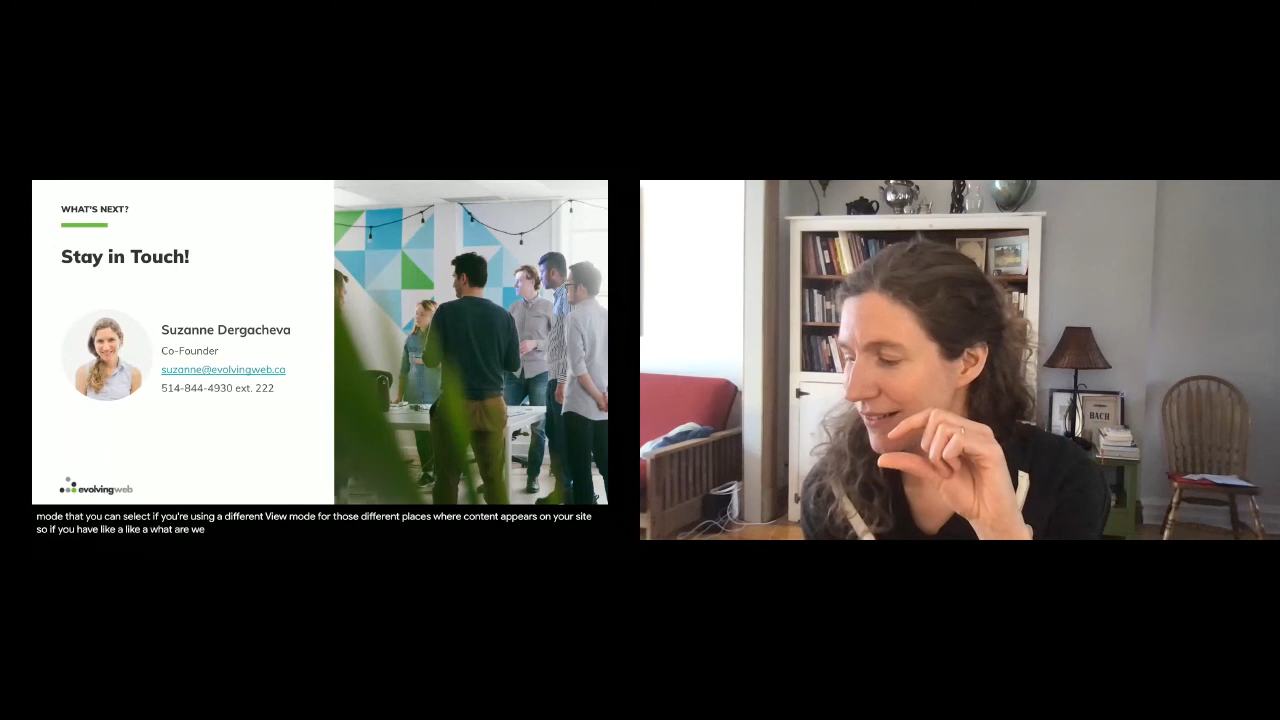 WHAT'S NEXT?
Stay in Touch!
Suzanne Dergacheva
Co-Founder
suzanne@evolvingweb.ca
514-844-4930 ext. 222
evolvingweb
mode that you can select if you're using a different View mode for those different places where content appears on your site
so if you have like a like a what are we
BACH